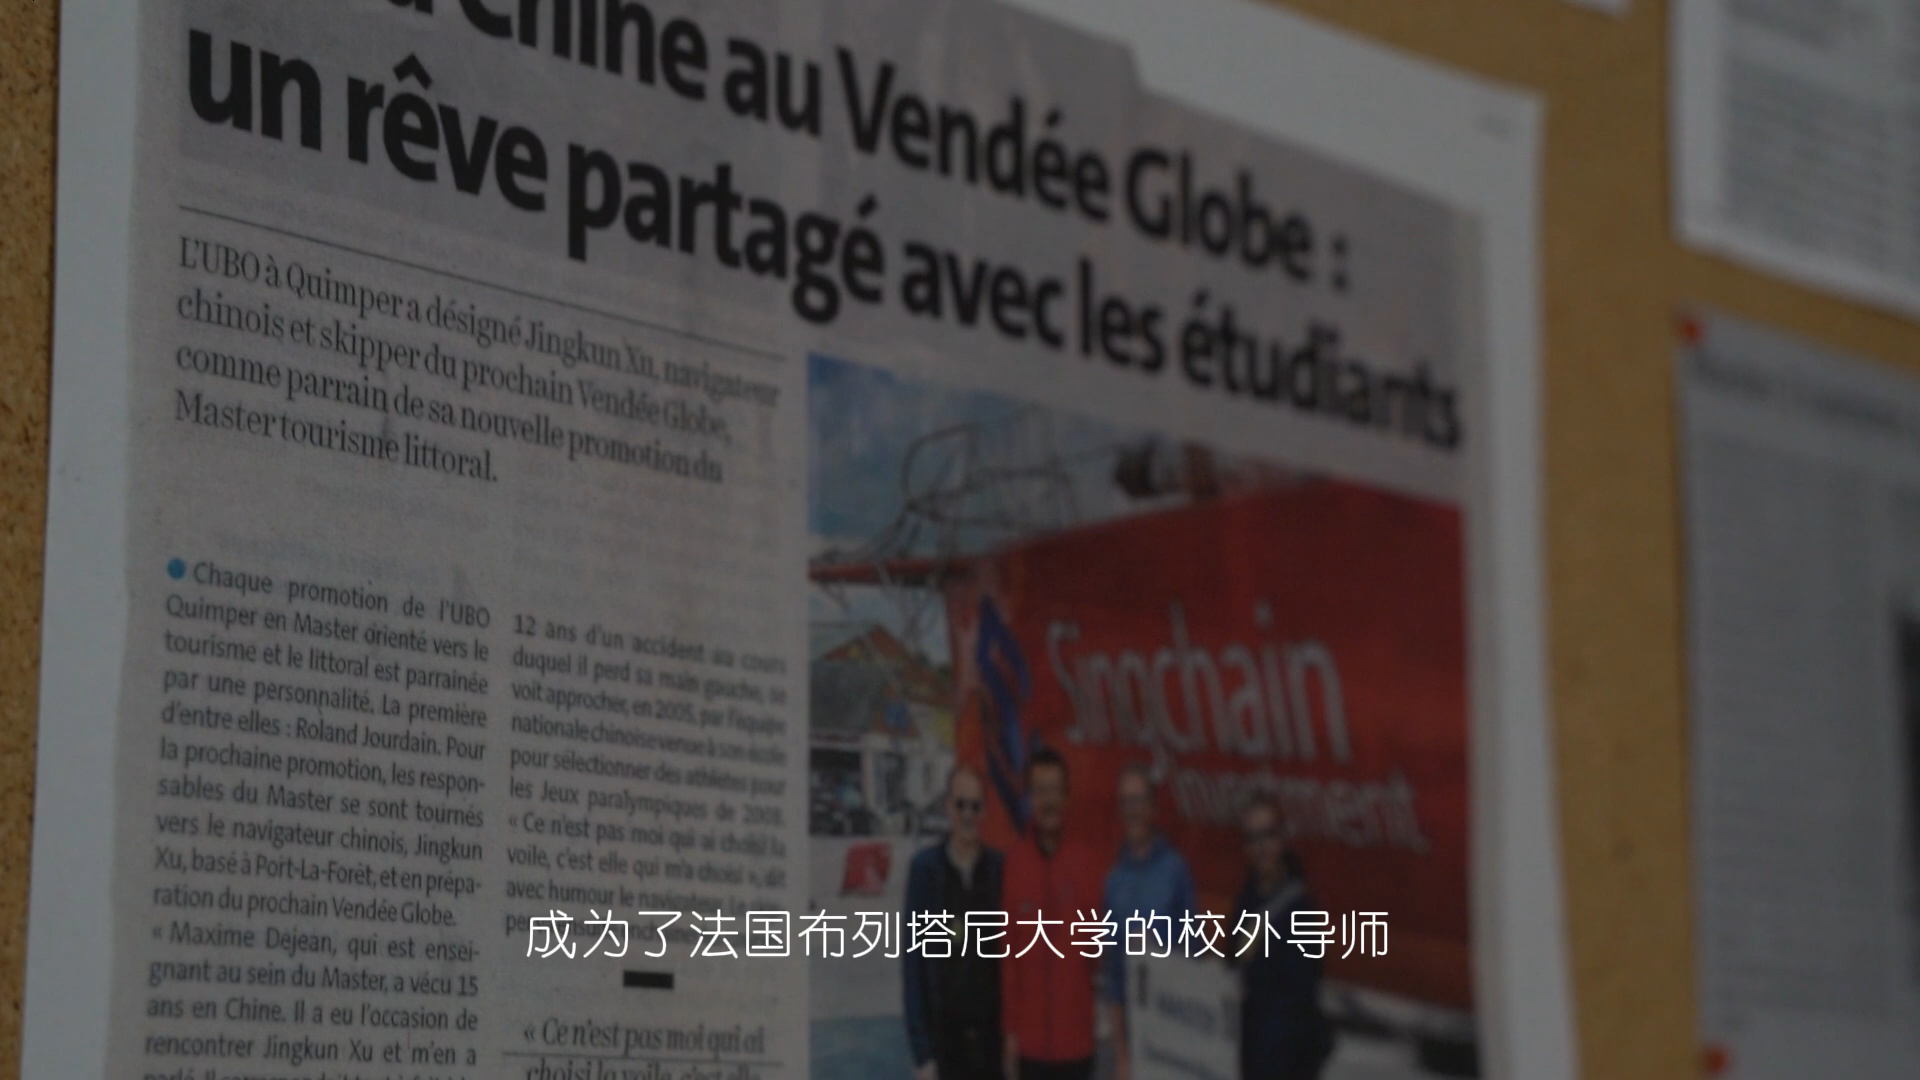 Chine au Vendée Globe :
un rêve partagé avec les étudiants
L'UBO à Quimper a désigné Jingkun Xu, navigateur
chinois et skipper du prochain Vendée Globe,
comme parrain de sa nouvelle promotion du
Master tourisme littoral.
● Chaque promotion de l'UBO
Quimper en Master orienté vers le
tourisme et le littoral est parrainée
par une personnalité. La première
d'entre elles : Roland Jourdain. Pour
la prochaine promotion, les respon-
sables du Master se sont tournés
vers le navigateur chinois, Jingkun
Xu, basé à Port-La-Forêt, et en prépa-
ration du prochain Vendée Globe.
« Maxime Dejean, qui est ensei-
gnant au sein du Master, a vécu 15
ans en Chine. Il a eu l'occasion de
rencontrer Jingkun Xu et m'en a
12 ans d'un accident au cours
duquel il perd sa main gauche, se
voit approcher, en 2005, par l'équipe
nationale chinoise venue à son école
pour sélectionner des athlètes pour
les Jeux paralympiques de 2008.
« Ce n'est pas moi qui ai choisi la
voile, c'est elle qui m'a choisi », dit
avec humour le navigateur.
« Ce n'est pas moi qui ai
choisi la voile, c'est elle
Singchain
Investment
成为了法国布列塔尼大学的校外导师